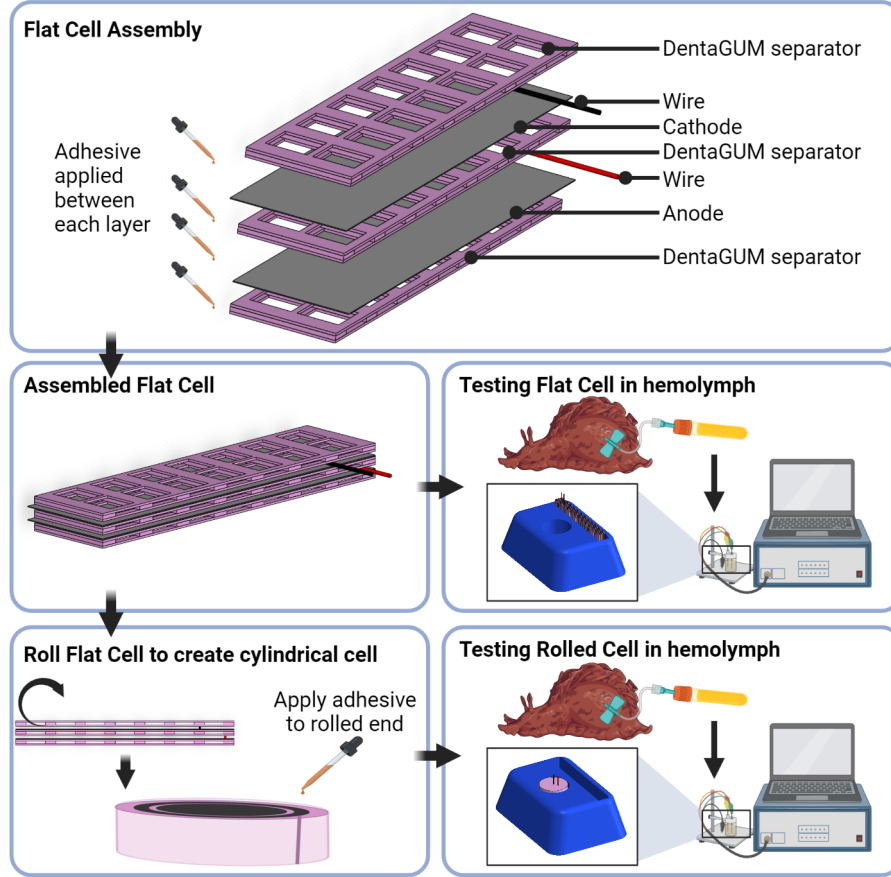 Flat Cell Assembly
DentaGUM separator
Wire
Cathode
DentaGUM separator
Wire
Anode
DentaGUM separator
Adhesive
applied
between
each layer
Assembled Flat Cell
Testing Flat Cell in hemolymph
Roll Flat Cell to create cylindrical cell
Apply adhesive
to rolled end
Testing Rolled Cell in hemolymph